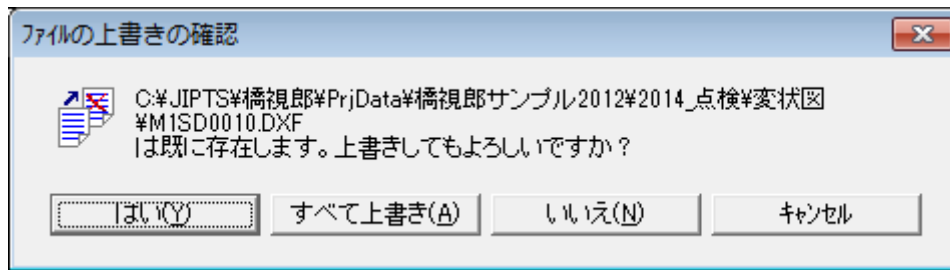 ﾌｧｲﾙの上書きの確認
C:¥JIPTS¥橋視郎¥PrjData¥橋視郎サンプル2012¥2014_点検¥変状図
¥M1SD0010.DXF
は既に存在します。上書きしてもよろしいですか？
はい(Y) すべて上書き(A) いいえ(N) ｷｬﾝｾﾙ